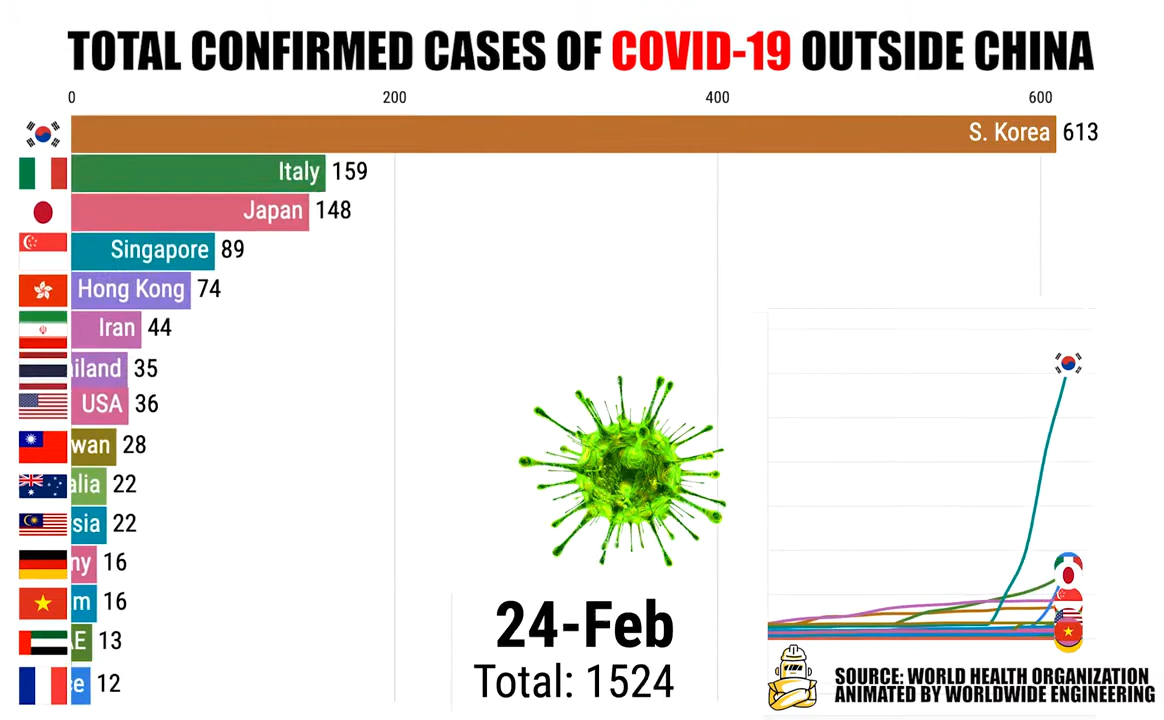 TOTAL CONFIRMED CASES OF COVID-19 OUTSIDE CHINA
0 200 400 600
S. Korea 613
Italy 159
Japan 148
Singapore 89
Hong Kong 74
Iran 44
iland 35
USA 36
wan 28
alia 22
sia 22
ny 16
m 16
E 13
e 12
24-Feb
Total: 1524
SOURCE: WORLD HEALTH ORGANIZATION
ANIMATED BY WORLDWIDE ENGINEERING